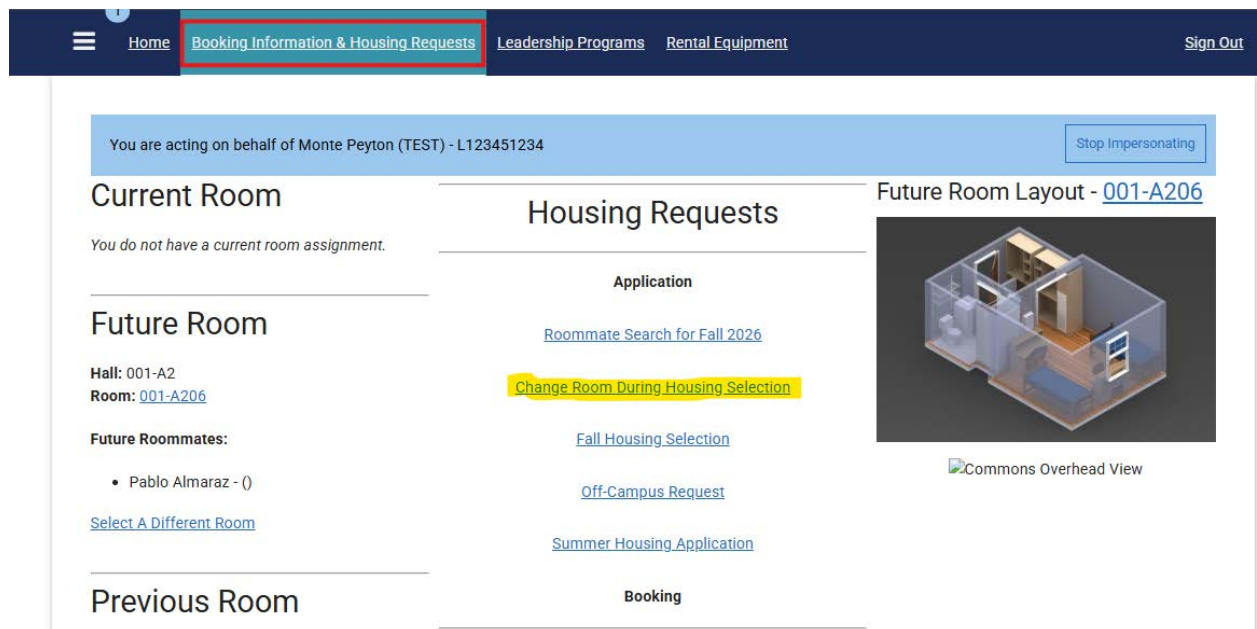 1
Home
Booking Information & Housing Requests
Leadership Programs
Rental Equipment
Sign Out
You are acting on behalf of Monte Peyton (TEST) - L123451234
Stop Impersonating
Current Room
You do not have a current room assignment.
Future Room
Hall: 001-A2
Room: 001-A206
Future Roommates:
• Pablo Almaraz - ()
Select A Different Room
Previous Room
Housing Requests
Application
Roommate Search for Fall 2026
Change Room During Housing Selection
Fall Housing Selection
Off-Campus Request
Summer Housing Application
Booking
Future Room Layout - 001-A206
Commons Overhead View